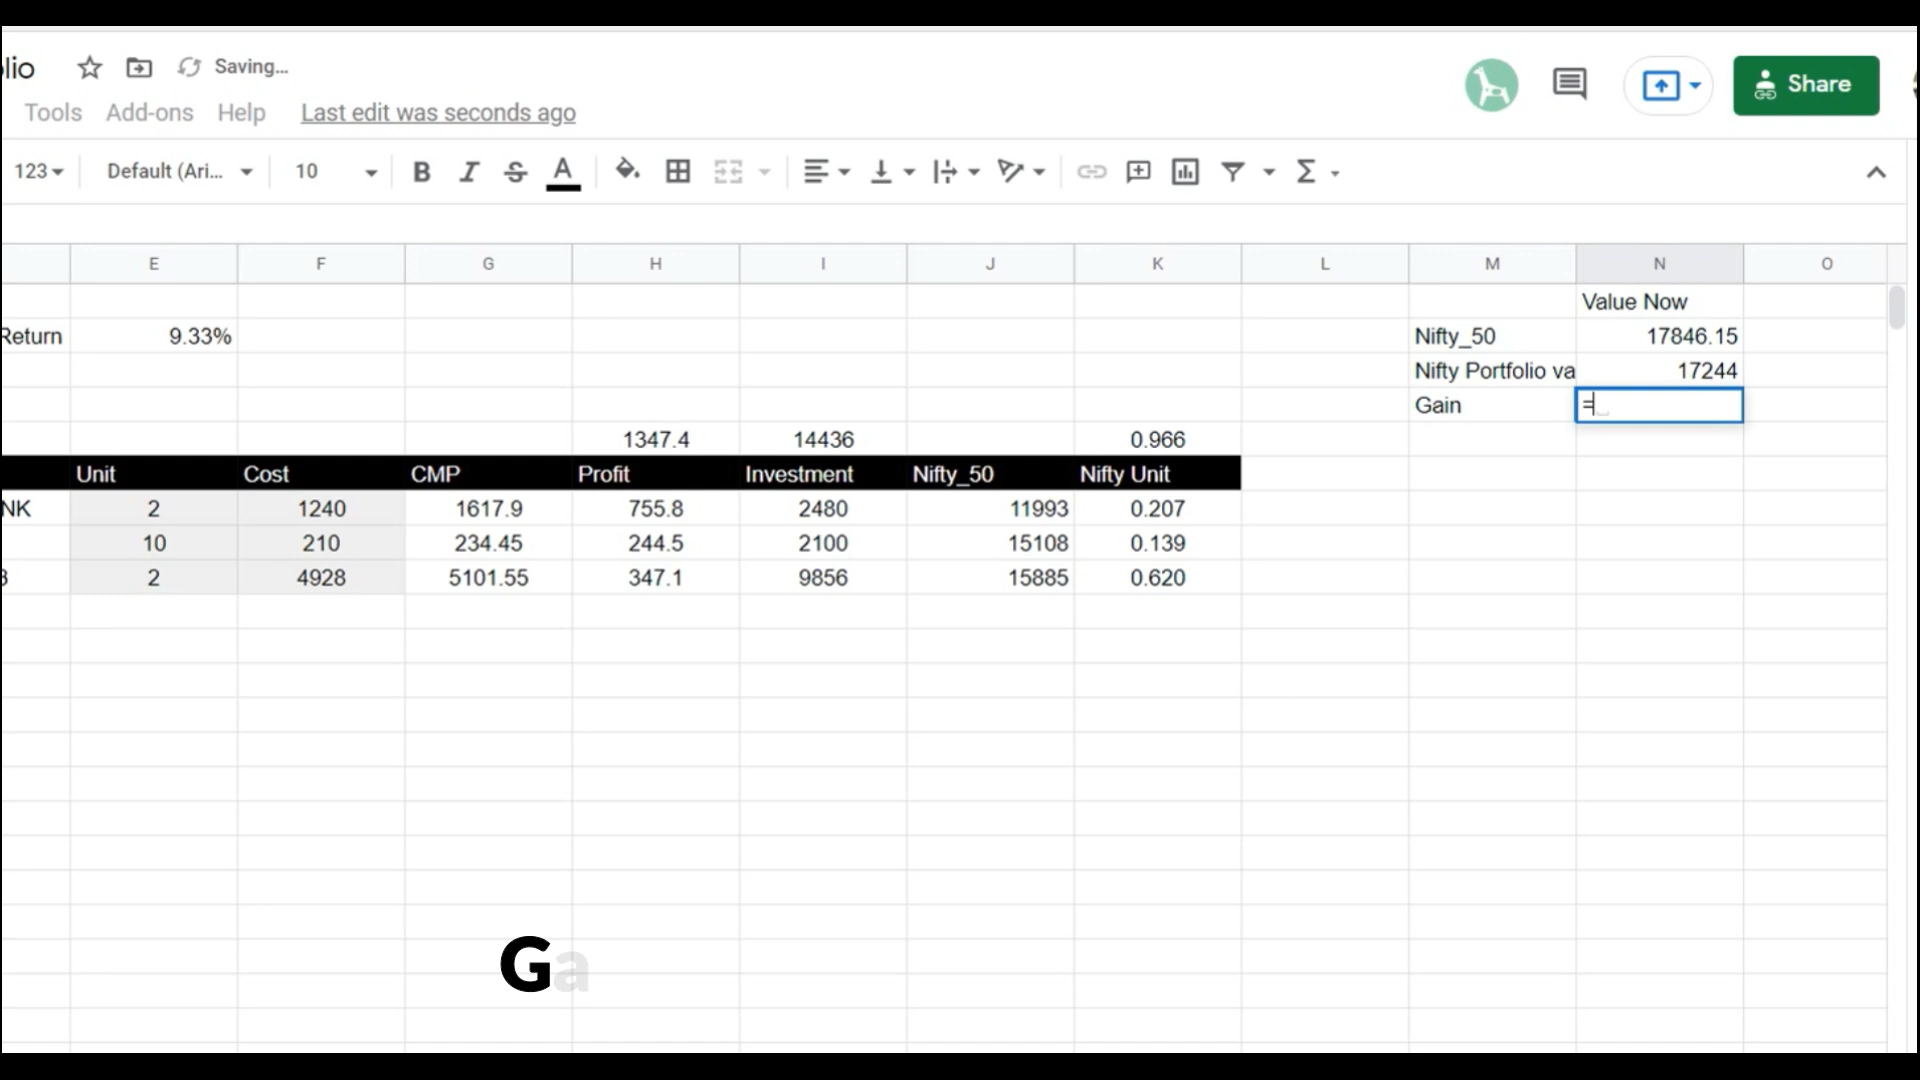 lio Saving...
Tools Add-ons Help Last edit was seconds ago
Share
123 Default (Ari... 10 B I S A Σ
E F G H I J K L M N O
Value Now
Return 9.33% Nifty_50 17846.15
Nifty Portfolio va 17244
Gain =
1347.4 14436 0.966
Unit Cost CMP Profit Investment Nifty_50 Nifty Unit
NK 2 1240 1617.9 755.8 2480 11993 0.207
10 210 234.45 244.5 2100 15108 0.139
2 4928 5101.55 347.1 9856 15885 0.620
Ga